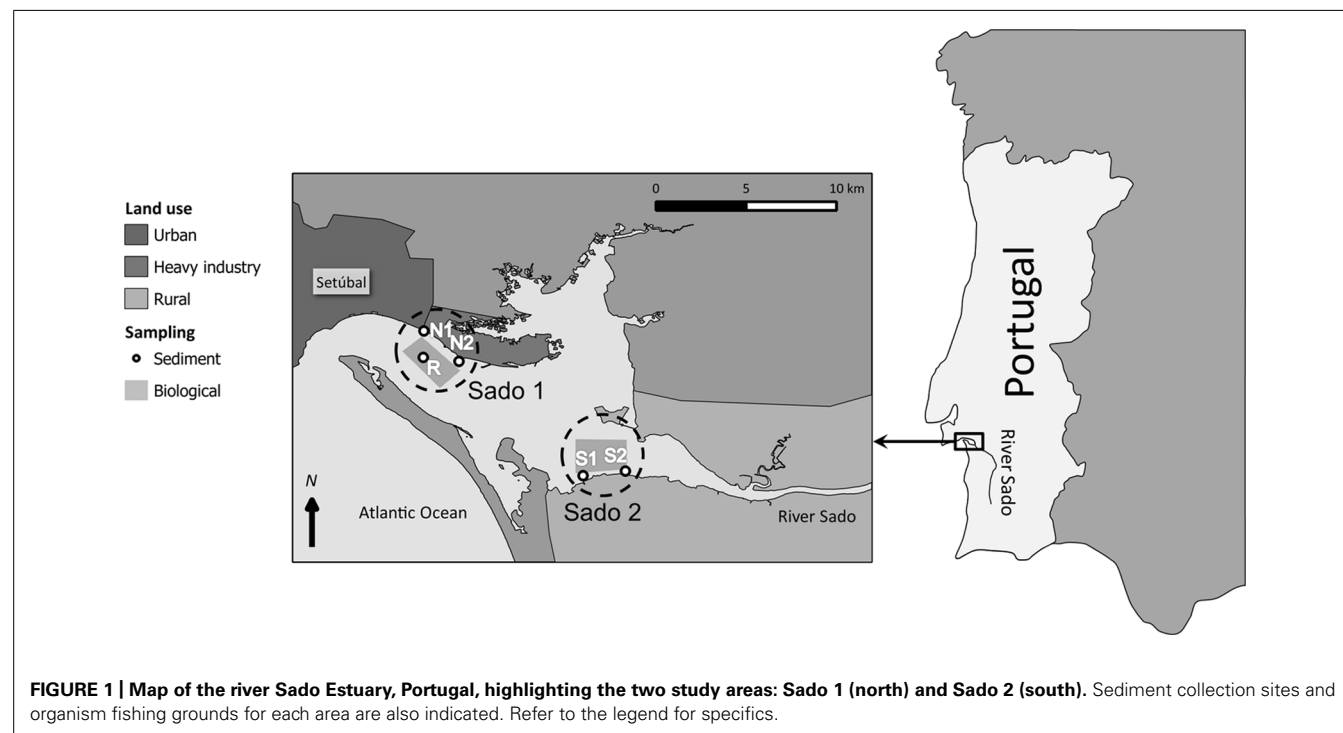 Land use
Urban
Heavy industry
Rural
Sampling
Sediment
Biological
0 5 10 km
Setúbal
N1
N2
R
Sado 1
S1 S2
Sado 2
N
Atlantic Ocean
River Sado
Portugal
River Sado
FIGURE 1 | Map of the river Sado Estuary, Portugal, highlighting the two study areas: Sado 1 (north) and Sado 2 (south). Sediment collection sites and
organism fishing grounds for each area are also indicated. Refer to the legend for specifics.